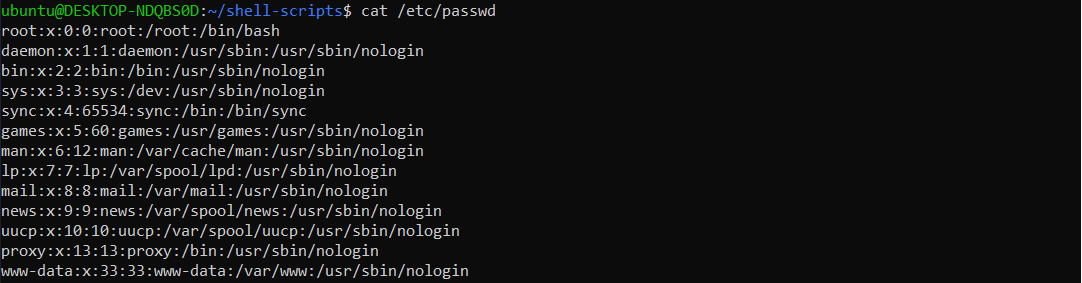 ubuntu@DESKTOP-NDQBS0D:~/shell-scripts$ cat /etc/passwd
root:x:0:0:root:/root:/bin/bash
daemon:x:1:1:daemon:/usr/sbin:/usr/sbin/nologin
bin:x:2:2:bin:/bin:/usr/sbin/nologin
sys:x:3:3:sys:/dev:/usr/sbin/nologin
sync:x:4:65534:sync:/bin:/bin/sync
games:x:5:60:games:/usr/games:/usr/sbin/nologin
man:x:6:12:man:/var/cache/man:/usr/sbin/nologin
lp:x:7:7:lp:/var/spool/lpd:/usr/sbin/nologin
mail:x:8:8:mail:/var/mail:/usr/sbin/nologin
news:x:9:9:news:/var/spool/news:/usr/sbin/nologin
uucp:x:10:10:uucp:/var/spool/uucp:/usr/sbin/nologin
proxy:x:13:13:proxy:/bin:/usr/sbin/nologin
www-data:x:33:33:www-data:/var/www:/usr/sbin/nologin